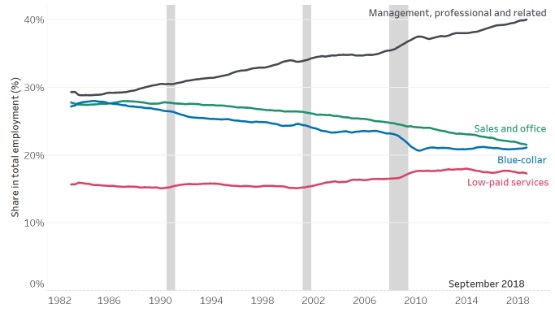 Management, professional and related
40%
30%
20%
10%
0%
Share in total employment (%)
Sales and office
Blue-collar
Low-paid services
September 2018
1982 1986 1990 1994 1998 2002 2006 2010 2014 2018